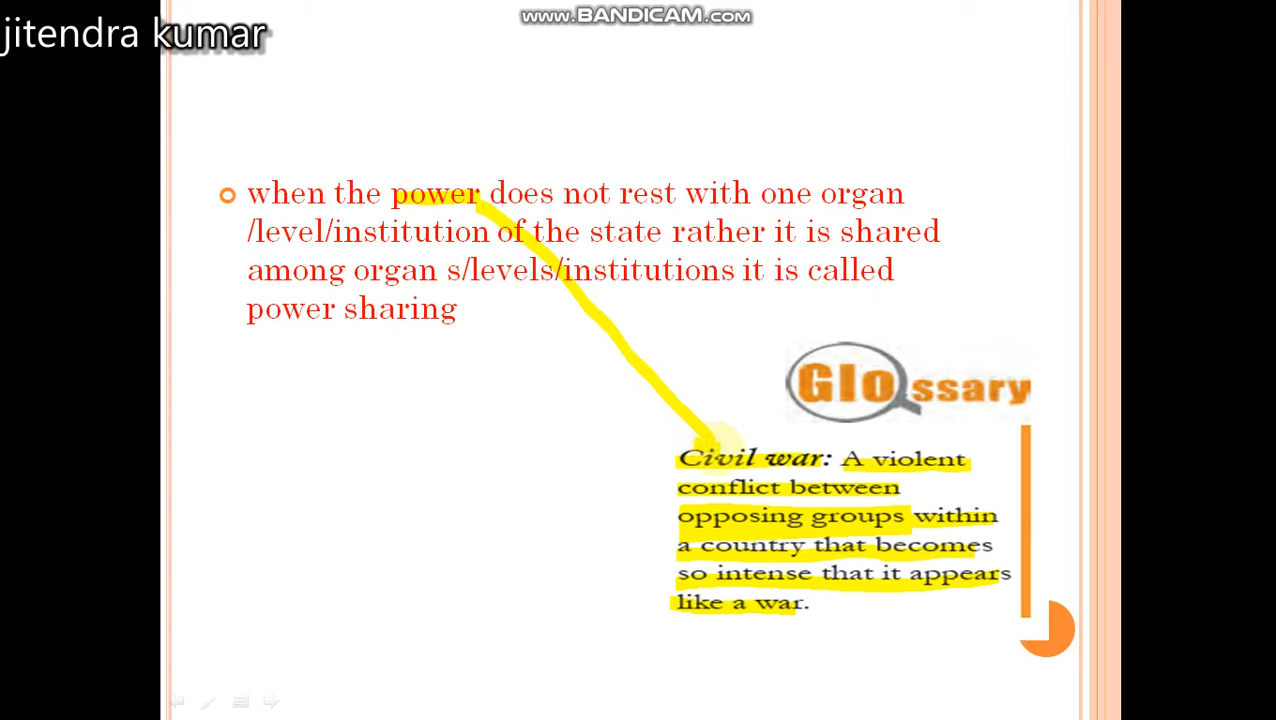 www.BANDICAM.com
jitendra kumar
when the power does not rest with one organ
/level/institution of the state rather it is shared
among organ s/levels/institutions it is called
power sharing
Glossary
Civil war: A violent
conflict between
opposing groups within
a country that becomes
so intense that it appears
like a war.